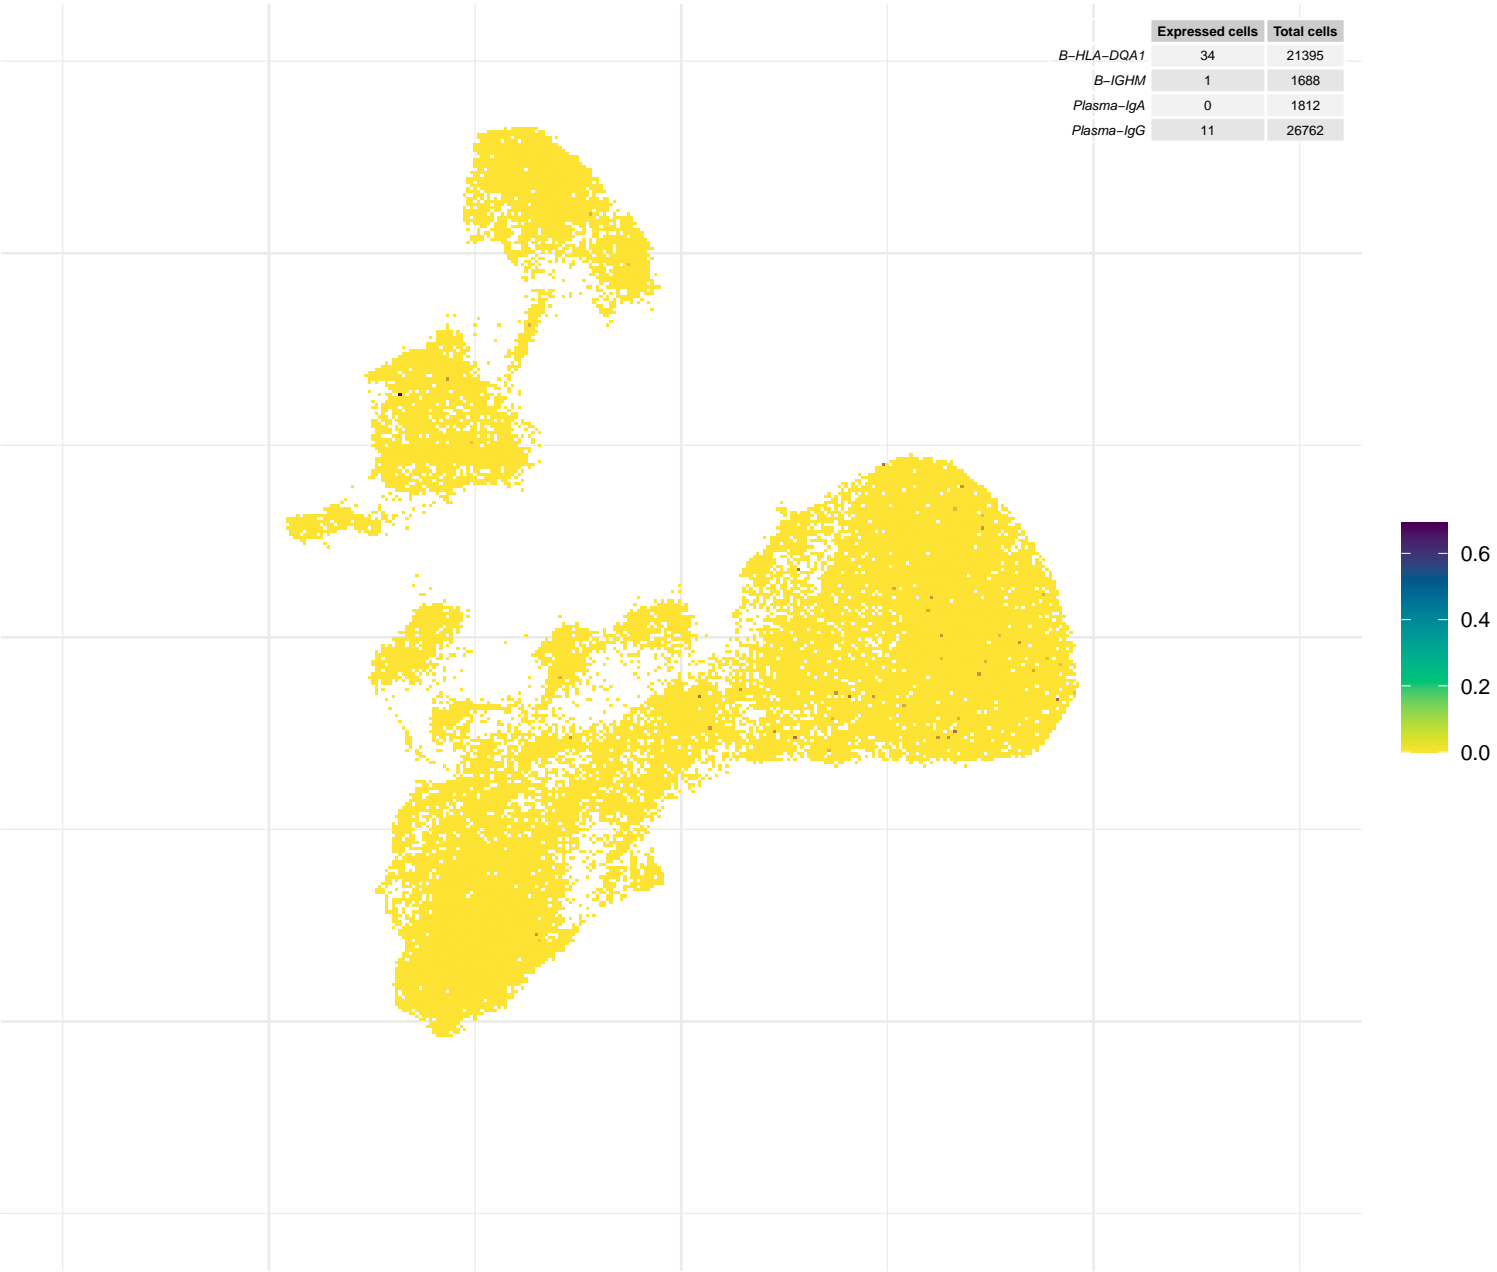 Expressed cells Total cells
B−HLA−DQA1 34 21395
B−IGHM 1 1688
Plasma−IgA 0 1812
Plasma−IgG 11 26762
0.6
0.4
0.2
0.0